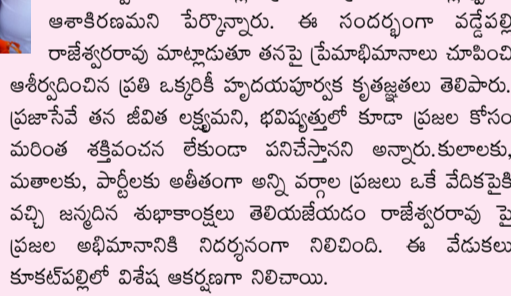 ఆశాకిరణమని పేర్కొన్నారు. ఈ సందర్భంగా వడ్డేపల్లి
రాజేశ్వరరావు మాట్లాడుతూ తనపై ప్రేమాభిమానాలు చూపించి
ఆశీర్వదించిన ప్రతి ఒక్కరికీ హృదయపూర్వక కృతజ్ఞతలు తెలిపారు.
ప్రజాసేవే తన జీవిత లక్ష్యమని, భవిష్యత్తులో కూడా ప్రజల కోసం
మరింత శక్తివంచన లేకుండా పనిచేస్తానని అన్నారు.కులాలకు,
మతాలకు, పార్టీలకు అతీతంగా అన్ని వర్గాల ప్రజలు ఒకే వేదికపైకి
వచ్చి జన్మదిన శుభాకాంక్షలు తెలియజేయడం రాజేశ్వరరావు పై
ప్రజల అభిమానానికి నిదర్శనంగా నిలిచింది. ఈ వేడుకలు
కూకట్‌పల్లిలో విశేష ఆకర్షణగా నిలిచాయి.